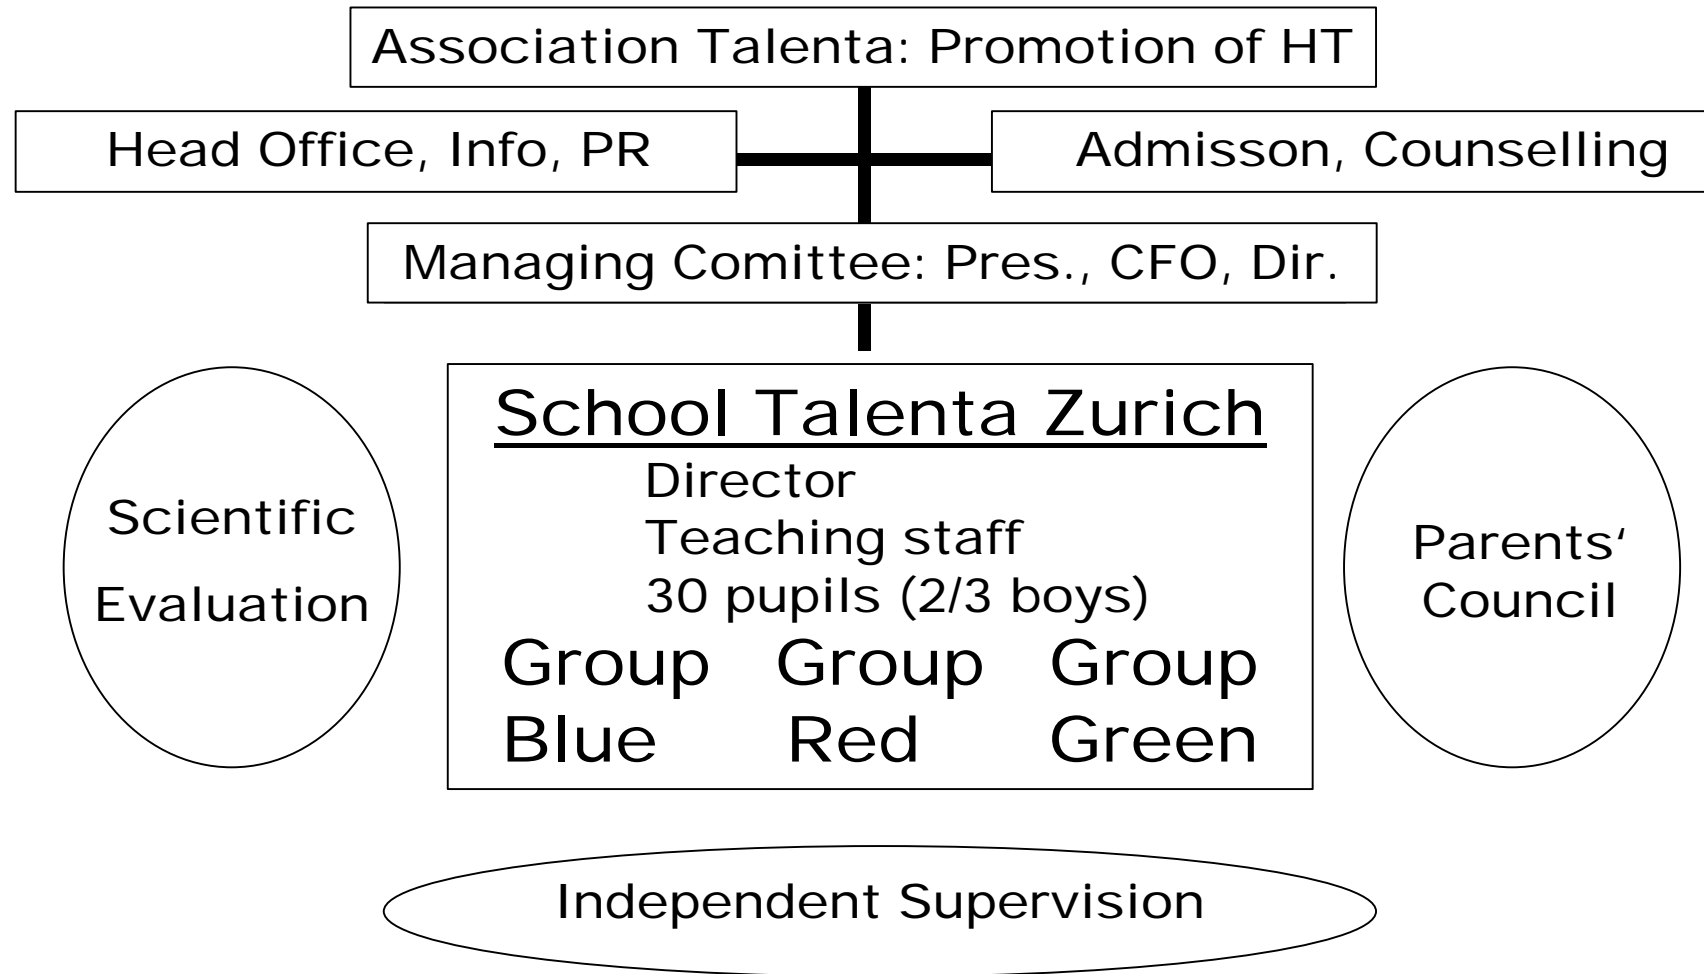 Association Talenta: Promotion of HT
Head Office, Info, PR
Admisson, Counselling
Managing Comittee: Pres., CFO, Dir.
School Talenta Zurich
Director
Teaching staff
30 pupils (2/3 boys)
Group Group Group
Blue Red Green
Scientific
Evaluation
Parents‘
Council
Independent Supervision